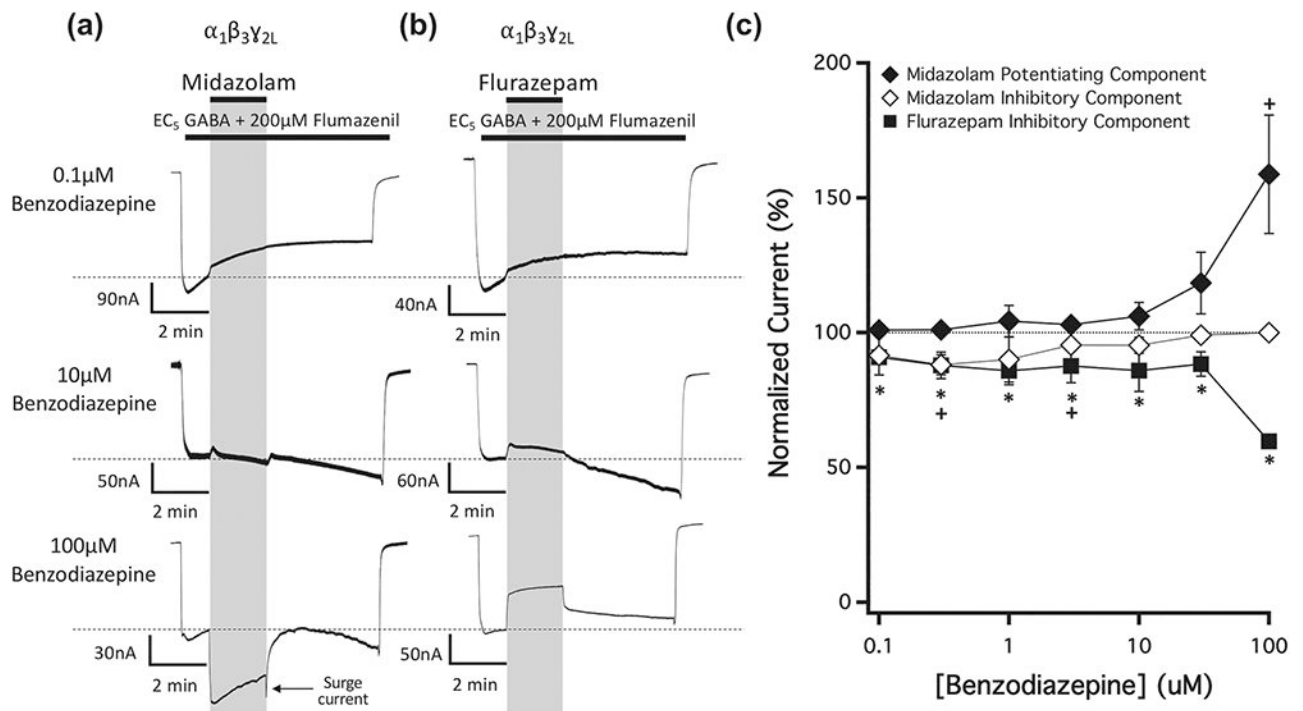 (a)
α1β3γ2L
Midazolam
EC5 GABA + 200μM Flumazenil
0.1μM
Benzodiazepine
90nA
2 min
10μM
Benzodiazepine
50nA
2 min
100μM
Benzodiazepine
30nA
2 min
Surge
current
(b)
α1β3γ2L
Flurazepam
EC5 GABA + 200μM Flumazenil
40nA
2 min
60nA
2 min
50nA
2 min
(c)
Midazolam Potentiating Component
Midazolam Inhibitory Component
Flurazepam Inhibitory Component
Normalized Current (%)
200
150
100
50
0
+
* * * * * *
+ +
*
0.1 1 10 100
[Benzodiazepine] (uM)